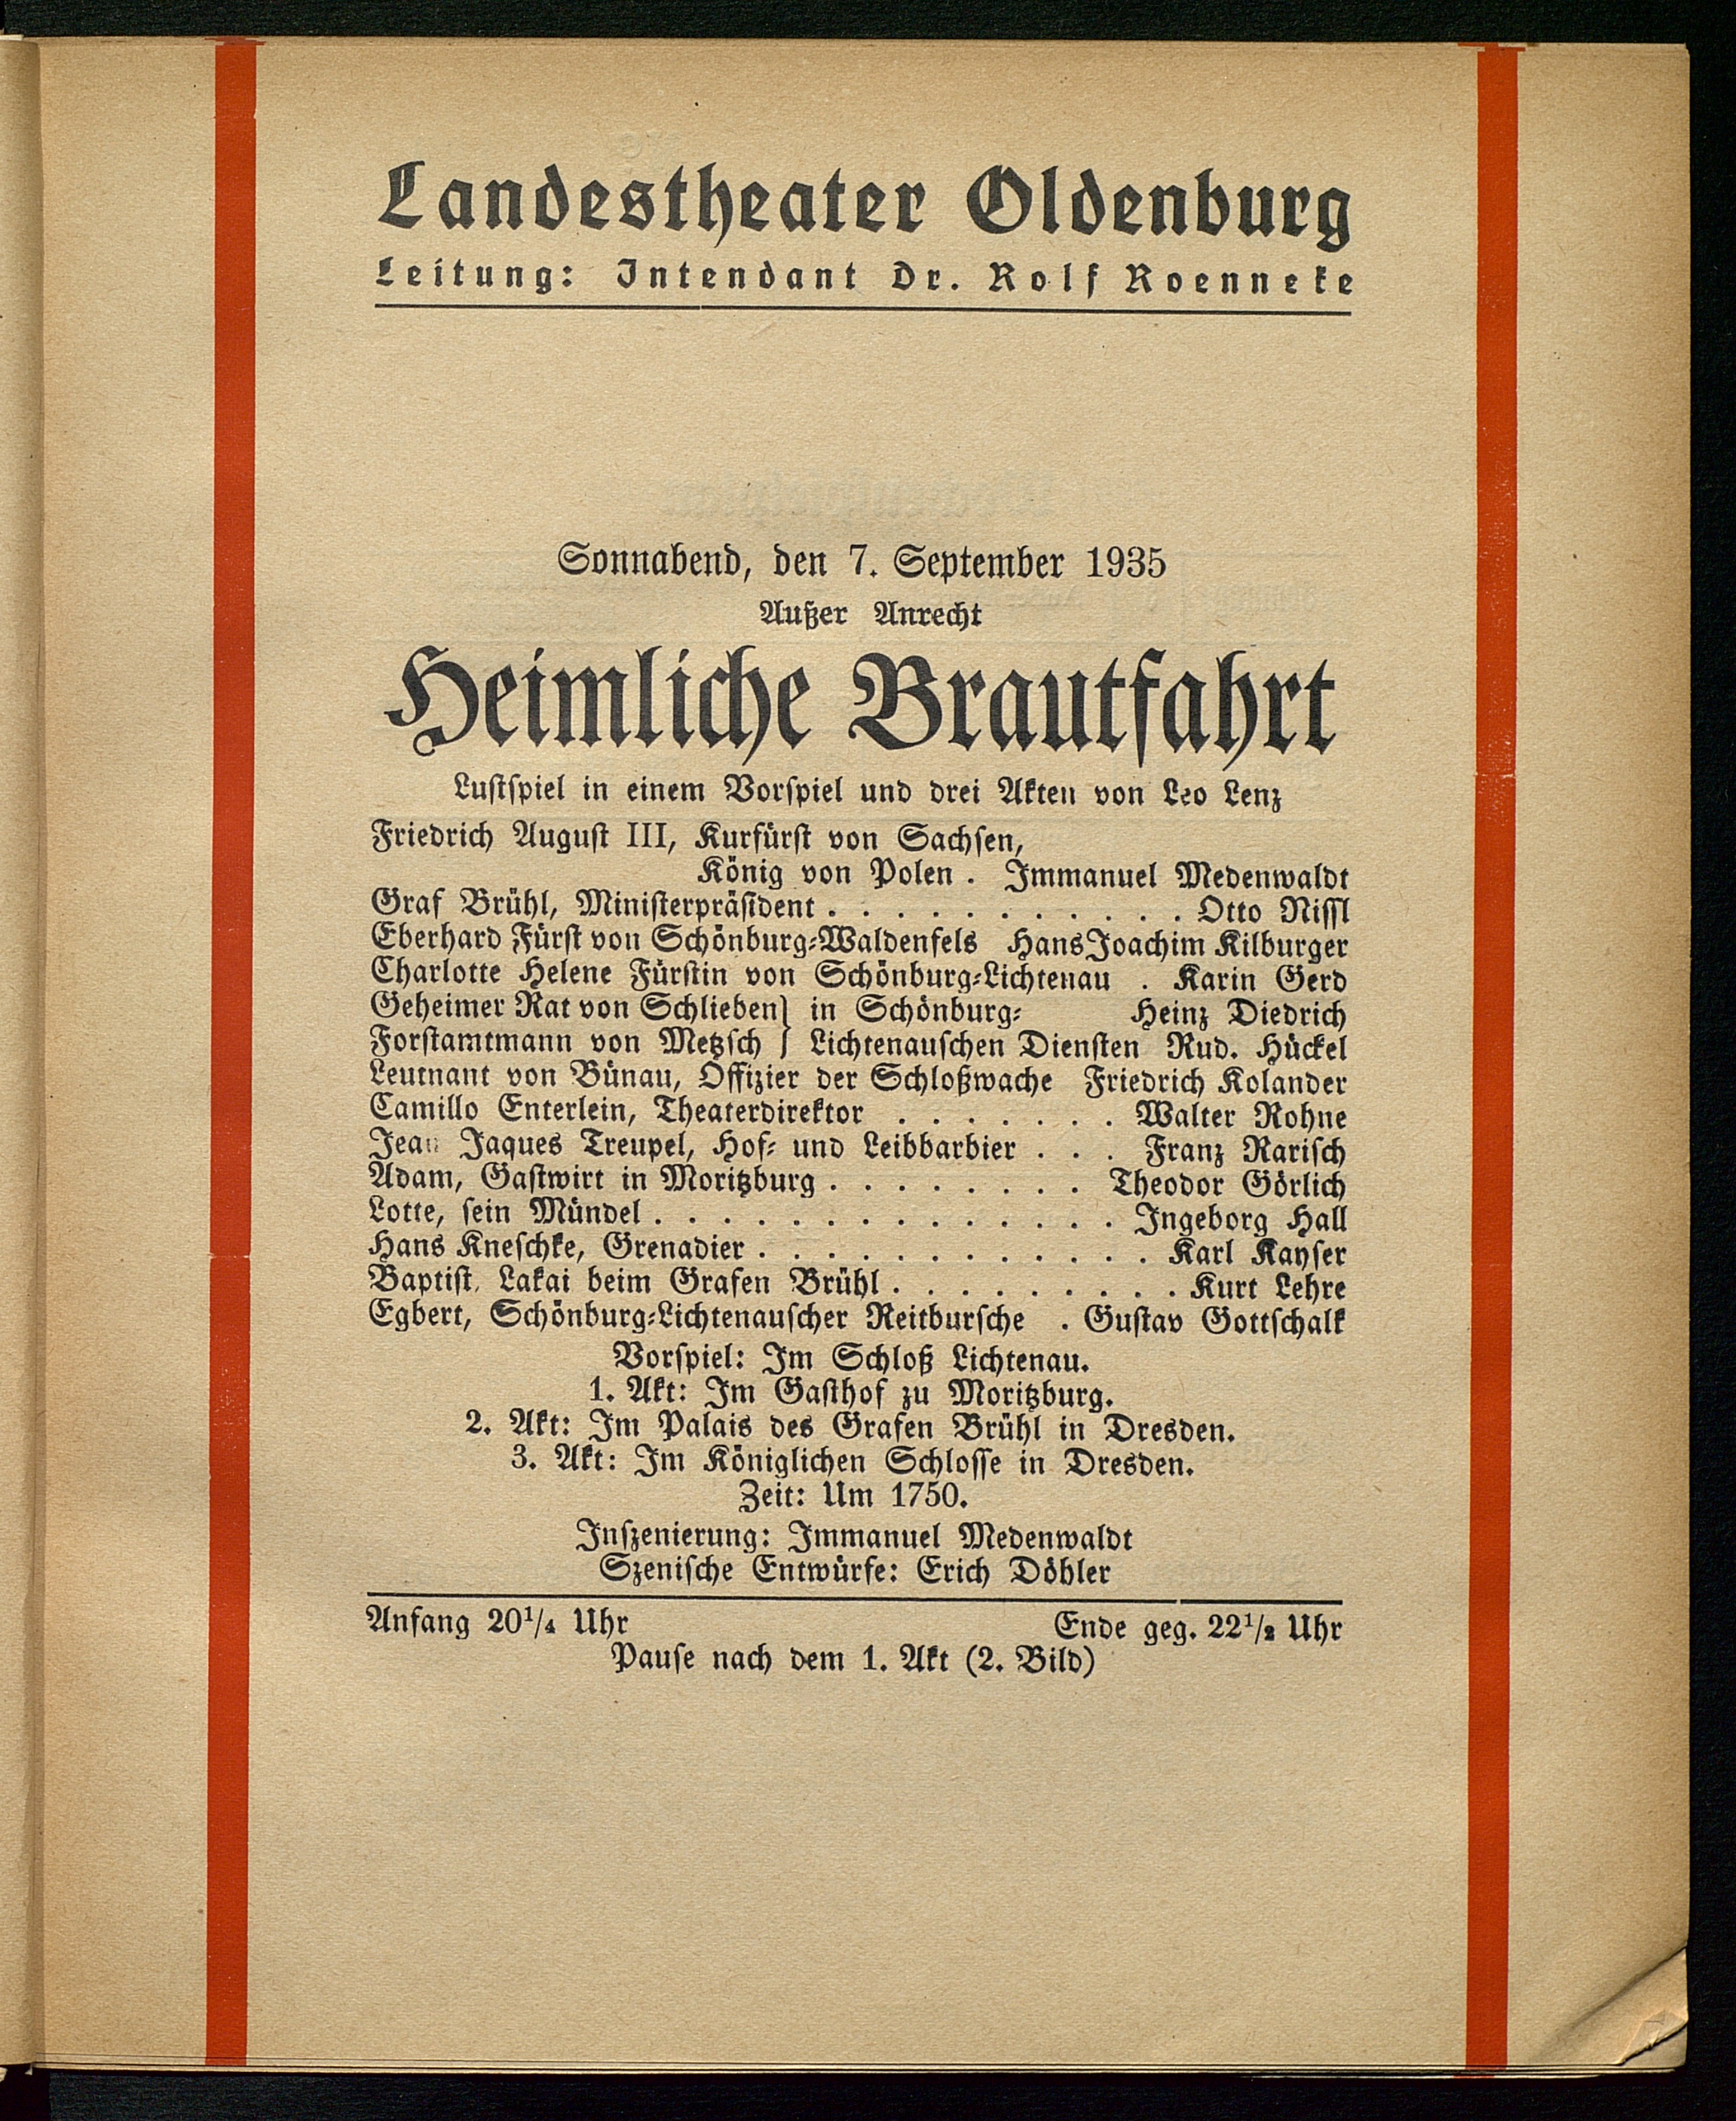 Landestheater Oldenburg
Leitung: Intendant Dr. Rolf Roenneke
Sonnabend, den 7. September 1935
Außer Anrecht
Heimliche Brautfahrt
Lustspiel in einem Vorspiel und drei Akten von Leo Lenz
Friedrich August III, Kurfürst von Sachsen,
König von Polen . Immanuel Medenwaldt
Graf Brühl, Ministerpräsident . . . . . . . . . . . Otto Nissl
Eberhard Fürst von Schönburg-Waldenfels Hans Joachim Kilburger
Charlotte Helene Fürstin von Schönburg-Lichtenau . Karin Gerd
Geheimer Rat von Schlieben } in Schönburg- Heinz Diedrich
Forstamtmann von Metzsch } Lichtenauschen Diensten Rud. Hückel
Leutnant von Bünau, Offizier der Schloßwache Friedrich Kolander
Camillo Enterlein, Theaterdirektor . . . . . . . Walter Rohne
Jean Jaques Treupel, Hof- und Leibbarbier . . . Franz Rarisch
Adam, Gastwirt in Moritzburg . . . . . . . . Theodor Görlich
Lotte, sein Mündel . . . . . . . . . . . . . . Ingeborg Hall
Hans Kneschke, Grenadier . . . . . . . . . . . . Karl Kayser
Baptist, Lakai beim Grafen Brühl . . . . . . . . . Kurt Lehre
Egbert, Schönburg-Lichtenauscher Reitbursche . Gustav Gottschalk
Vorspiel: Im Schloß Lichtenau.
1. Akt: Im Gasthof zu Moritzburg.
2. Akt: Im Palais des Grafen Brühl in Dresden.
3. Akt: Im Königlichen Schlosse in Dresden.
Zeit: Um 1750.
Inszenierung: Immanuel Medenwaldt
Szenische Entwürfe: Erich Döhler
Anfang 20¹/₄ Uhr Ende geg. 22¹/₂ Uhr
Pause nach dem 1. Akt (2. Bild)